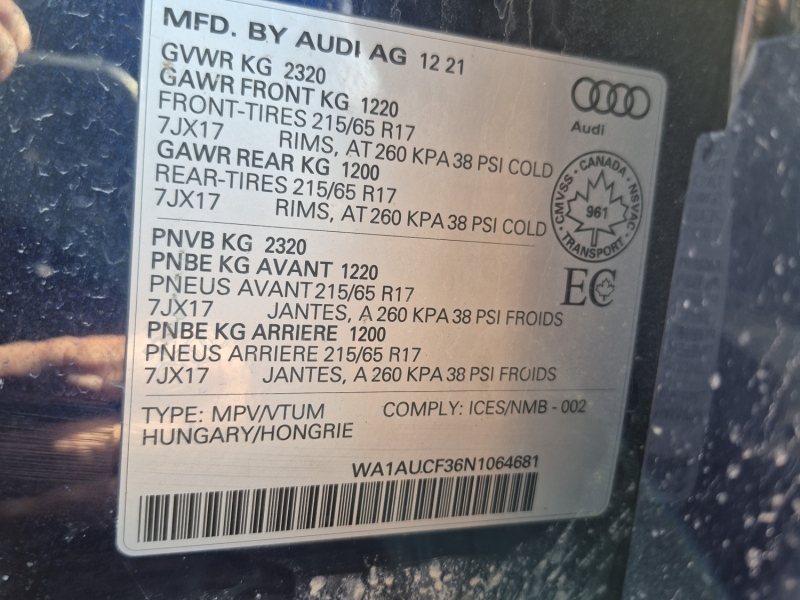 MFD. BY AUDI AG 12 21
GVWR KG 2320
GAWR FRONT KG 1220
FRONT-TIRES 215/65 R17
7JX17 RIMS, AT 260 KPA 38 PSI COLD
GAWR REAR KG 1200
REAR-TIRES 215/65 R17
7JX17 RIMS, AT 260 KPA 38 PSI COLD
Audi
CMVSS · CANADA · NSVAC · TRANSPORT
961
PNVB KG 2320
PNBE KG AVANT 1220
PNEUS AVANT 215/65 R17
7JX17 JANTES, A 260 KPA 38 PSI FROIDS
PNBE KG ARRIERE 1200
PNEUS ARRIERE 215/65 R17
7JX17 JANTES, A 260 KPA 38 PSI FROIDS
EC
TYPE: MPV/VTUM COMPLY: ICES/NMB - 002
HUNGARY/HONGRIE
WA1AUCF36N1064681